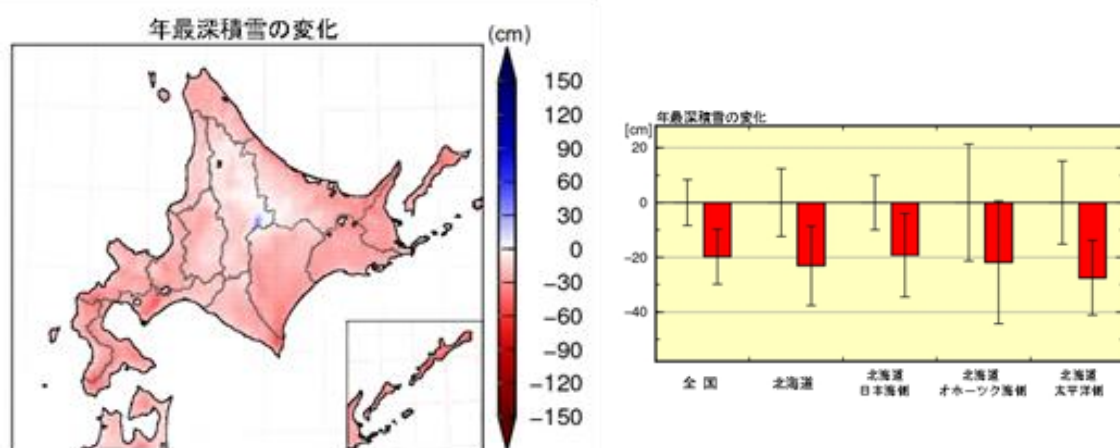 年最深積雪の変化
(cm)
150
120
90
60
30
0
−30
−60
−90
−120
−150
年最深積雪の変化
[cm]
20
0
−20
−40
全 国
北海道
北海道
日本海側
北海道
オホーツク海側
北海道
太平洋側